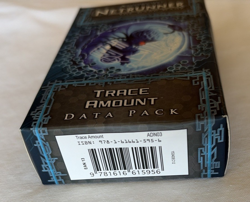 NETRUNNER
TRACE
AMOUNT
DATA PACK
Trace Amount ADN03
ISBN: 978-1-61661-595-6
9 781616 615956